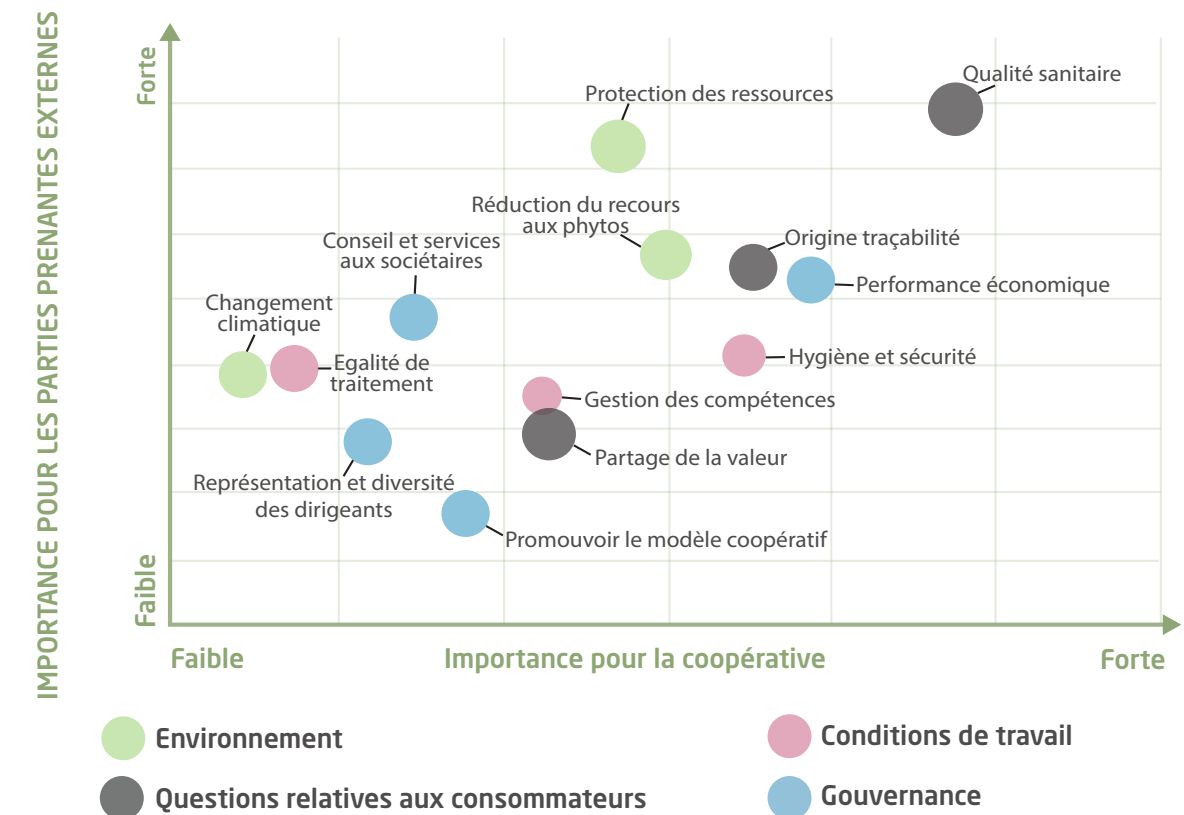 IMPORTANCE POUR LES PARTIES PRENANTES EXTERNES
Forte
Faible
Qualité sanitaire
Protection des ressources
Réduction du recours
aux phytos
Origine traçabilité
Conseil et services
aux sociétaires
Performance économique
Changement
climatique
Egalité de
traitement
Hygiène et sécurité
Gestion des compétences
Partage de la valeur
Représentation et diversité
des dirigeants
Promouvoir le modèle coopératif
Faible
Importance pour la coopérative
Forte
Environnement
Conditions de travail
Questions relatives aux consommateurs
Gouvernance